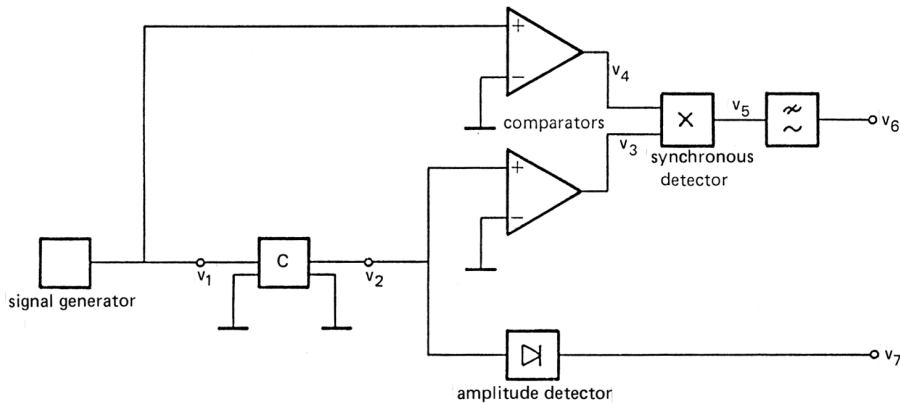 +
−
v4
comparators
v3
×
synchronous
detector
v5
v6
+
−
signal generator
v1
C
v2
amplitude detector
v7